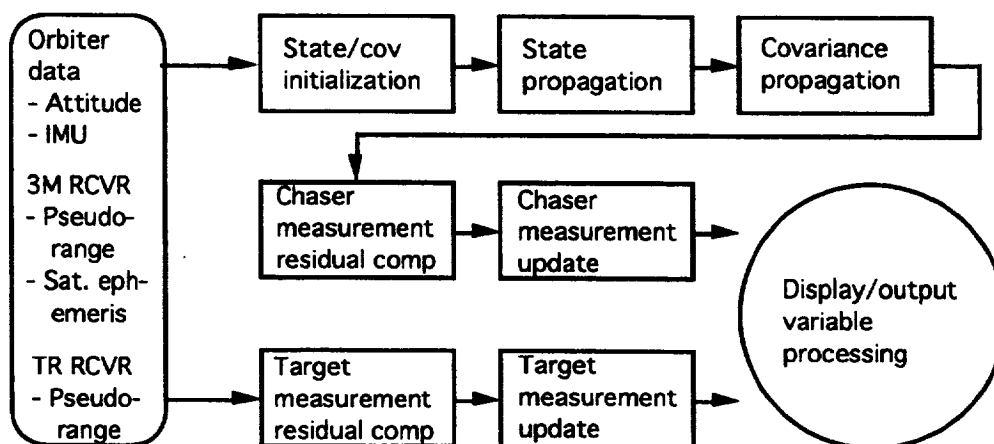 Orbiter
data
- Attitude
- IMU
3M RCVR
- Pseudo-
range
- Sat. eph-
emeris
TR RCVR
- Pseudo-
range
State/cov
initialization
State
propagation
Covariance
propagation
Chaser
measurement
residual comp
Chaser
measurement
update
Target
measurement
residual comp
Target
measurement
update
Display/output
variable
processing